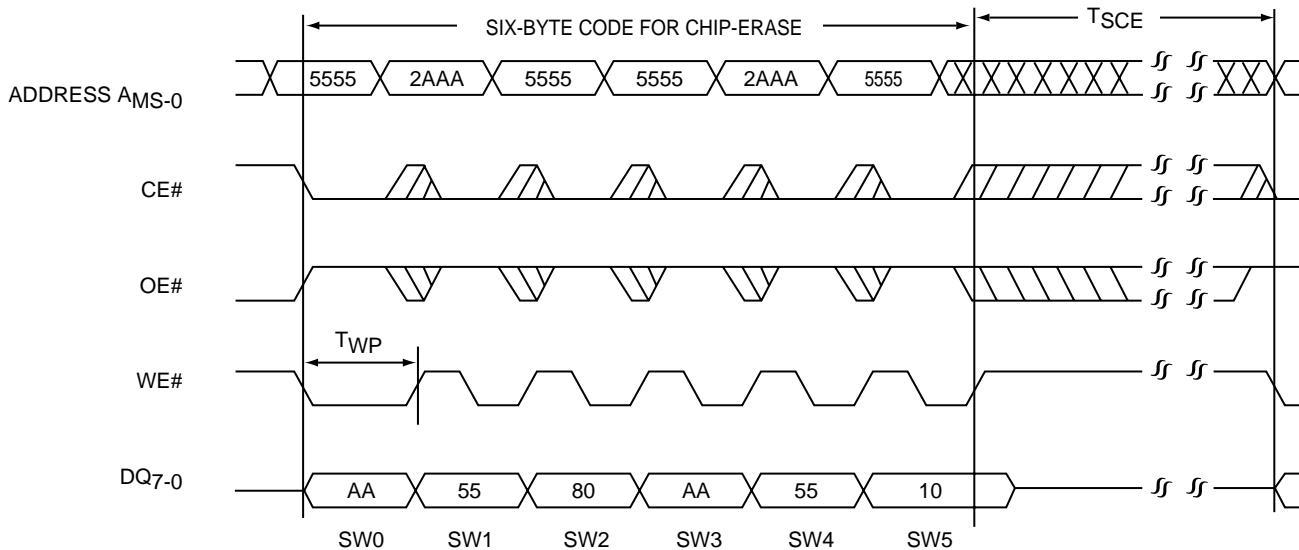 SIX-BYTE CODE FOR CHIP-ERASE TSCE
ADDRESS AMS-0 5555 2AAA 5555 5555 2AAA 5555
CE#
OE#
TWP
WE#
DQ7-0 AA 55 80 AA 55 10
SW0 SW1 SW2 SW3 SW4 SW5